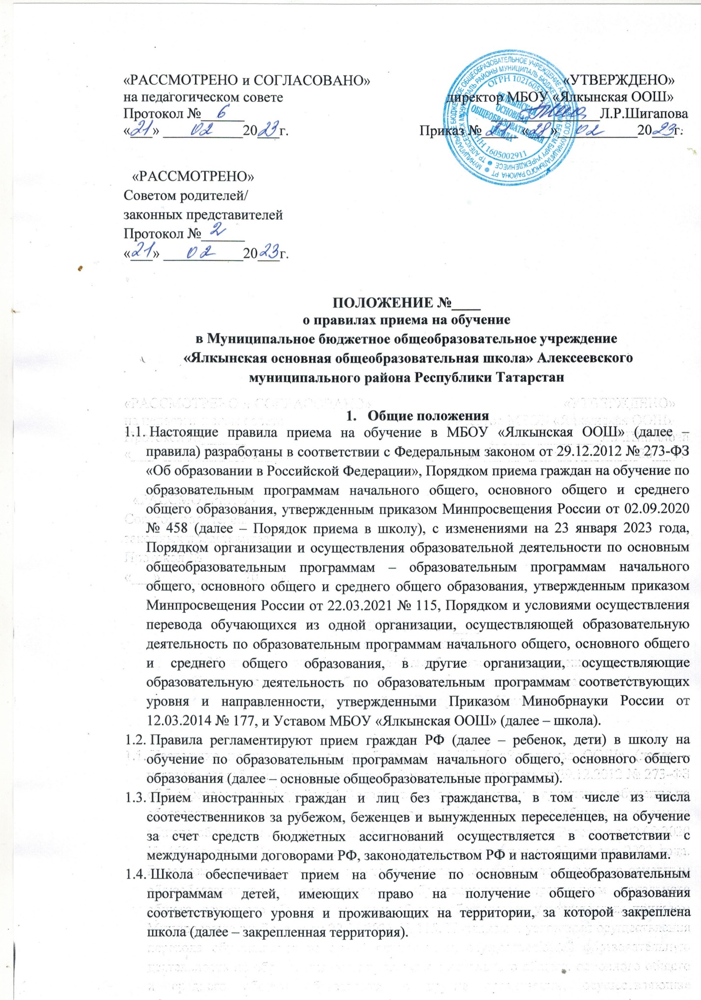 «РАССМОТРЕНО и СОГЛАСОВАНО»
на педагогическом совете
Протокол № 6
«21» 02 2023г.
«УТВЕРЖДЕНО»
директор МБОУ «Ялкынская ООШ»
Л.Р.Шигапова
Приказ № 21 «28» 02 2023г.
ОГРН 10216057
"ЯЛКЫНСКАЯ
ОСНОВНАЯ
ОБЩЕОБРАЗОВАТЕЛЬНАЯ
ШКОЛА"
ИНН 1605002911
«РАССМОТРЕНО»
Советом родителей/
законных представителей
Протокол № 2
«21» 02 2023г.
ПОЛОЖЕНИЕ №____
о правилах приема на обучение
в Муниципальное бюджетное общеобразовательное учреждение
«Ялкынская основная общеобразовательная школа» Алексеевского
муниципального района Республики Татарстан
1. Общие положения
1.1. Настоящие правила приема на обучение в МБОУ «Ялкынская ООШ» (далее –
правила) разработаны в соответствии с Федеральным законом от 29.12.2012 № 273-ФЗ
«Об образовании в Российской Федерации», Порядком приема граждан на обучение по
образовательным программам начального общего, основного общего и среднего
общего образования, утвержденным приказом Минпросвещения России от 02.09.2020
№ 458 (далее – Порядок приема в школу), с изменениями на 23 января 2023 года,
Порядком организации и осуществления образовательной деятельности по основным
общеобразовательным программам – образовательным программам начального
общего, основного общего и среднего общего образования, утвержденным приказом
Минпросвещения России от 22.03.2021 № 115, Порядком и условиями осуществления
перевода обучающихся из одной организации, осуществляющей образовательную
деятельность по образовательным программам начального общего, основного общего
и среднего общего образования, в другие организации, осуществляющие
образовательную деятельность по образовательным программам соответствующих
уровня и направленности, утвержденными Приказом Минобрнауки России от
12.03.2014 № 177, и Уставом МБОУ «Ялкынская ООШ» (далее – школа).
1.2. Правила регламентируют прием граждан РФ (далее – ребенок, дети) в школу на
обучение по образовательным программам начального общего, основного общего
образования (далее – основные общеобразовательные программы).
1.3. Прием иностранных граждан и лиц без гражданства, в том числе из числа
соотечественников за рубежом, беженцев и вынужденных переселенцев, на обучение
за счет средств бюджетных ассигнований осуществляется в соответствии с
международными договорами РФ, законодательством РФ и настоящими правилами.
1.4. Школа обеспечивает прием на обучение по основным общеобразовательным
программам детей, имеющих право на получение общего образования
соответствующего уровня и проживающих на территории, за которой закреплена
школа (далее – закрепленная территория).